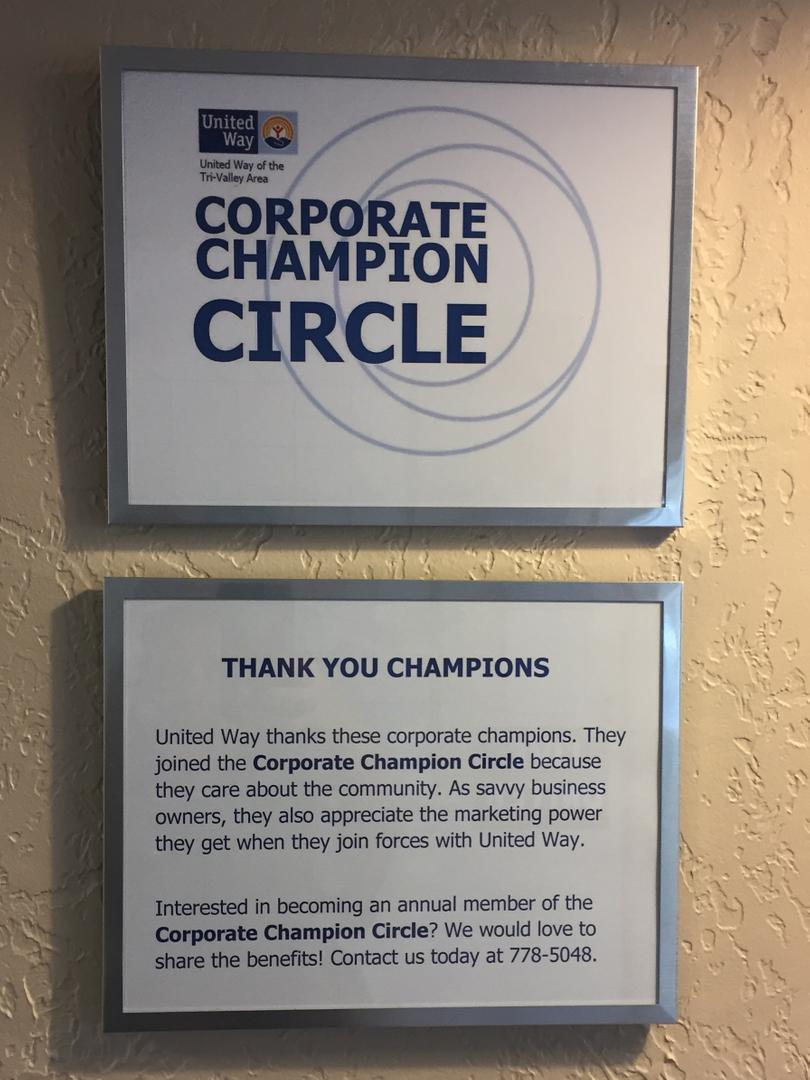 United
Way
United Way of the
Tri-Valley Area
CORPORATE
CHAMPION
CIRCLE
THANK YOU CHAMPIONS
United Way thanks these corporate champions. They
joined the Corporate Champion Circle because
they care about the community. As savvy business
owners, they also appreciate the marketing power
they get when they join forces with United Way.
Interested in becoming an annual member of the
Corporate Champion Circle? We would love to
share the benefits! Contact us today at 778-5048.